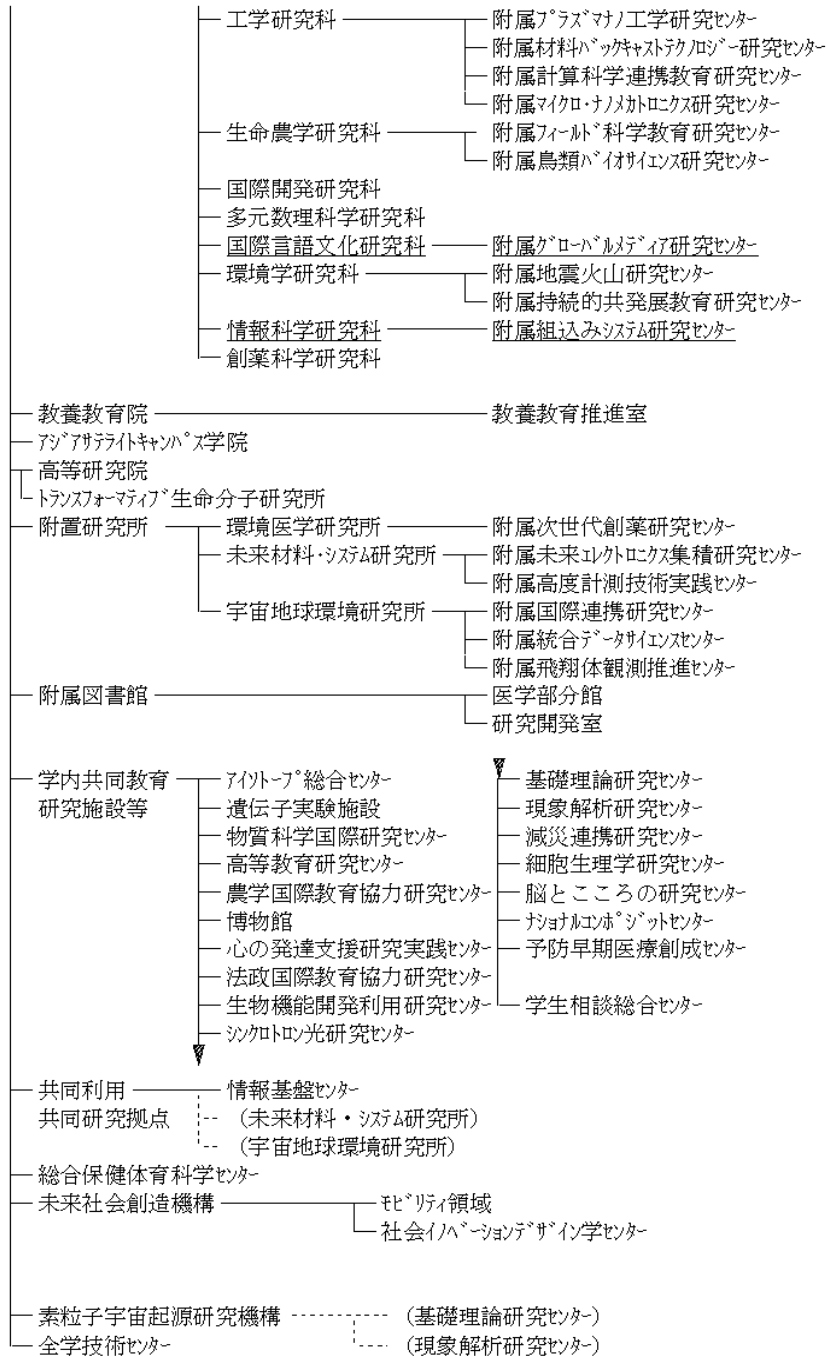 工学研究科 附属ﾌﾟﾗｽﾞﾏﾅﾉ工学研究ｾﾝﾀｰ
附属材料ﾊﾞｯｸｷｬｽﾄﾃｸﾉﾛｼﾞｰ研究ｾﾝﾀｰ
附属計算科学連携教育研究ｾﾝﾀｰ
附属ﾏｲｸﾛ･ﾅﾉﾒｶﾄﾛﾆｸｽ研究ｾﾝﾀｰ
生命農学研究科 附属ﾌｨｰﾙﾄﾞ科学教育研究ｾﾝﾀｰ
附属鳥類ﾊﾞｲｵｻｲｴﾝｽ研究ｾﾝﾀｰ
国際開発研究科
多元数理科学研究科
国際言語文化研究科 附属ｸﾞﾛｰﾊﾞﾙﾒﾃﾞｨｱ研究ｾﾝﾀｰ
環境学研究科 附属地震火山研究ｾﾝﾀｰ
附属持続的共発展教育研究ｾﾝﾀｰ
情報科学研究科 附属組込みｼｽﾃﾑ研究ｾﾝﾀｰ
創薬科学研究科
教養教育院 教養教育推進室
ｱｼﾞｱｻﾃﾗｲﾄｷｬﾝﾊﾟｽ学院
高等研究院
ﾄﾗﾝｽﾌｫｰﾏﾃｨﾌﾞ生命分子研究所
附置研究所 環境医学研究所 附属次世代創薬研究ｾﾝﾀｰ
未来材料･ｼｽﾃﾑ研究所 附属未来ｴﾚｸﾄﾛﾆｸｽ集積研究ｾﾝﾀｰ
附属高度計測技術実践ｾﾝﾀｰ
宇宙地球環境研究所 附属国際連携研究ｾﾝﾀｰ
附属統合ﾃﾞｰﾀｻｲｴﾝｽｾﾝﾀｰ
附属飛翔体観測推進ｾﾝﾀｰ
附属図書館 医学部分館
研究開発室
学内共同教育 ｱｲｿﾄｰﾌﾟ総合ｾﾝﾀｰ 基礎理論研究ｾﾝﾀｰ
研究施設等 遺伝子実験施設 現象解析研究ｾﾝﾀｰ
物質科学国際研究ｾﾝﾀｰ 減災連携研究ｾﾝﾀｰ
高等教育研究ｾﾝﾀｰ 細胞生理学研究ｾﾝﾀｰ
農学国際教育協力研究ｾﾝﾀｰ 脳とこころの研究ｾﾝﾀｰ
博物館 ﾅｼｮﾅﾙｺﾝﾎﾟｼﾞｯﾄｾﾝﾀｰ
心の発達支援研究実践ｾﾝﾀｰ 予防早期医療創成ｾﾝﾀｰ
法政国際教育協力研究ｾﾝﾀｰ
生物機能開発利用研究ｾﾝﾀｰ 学生相談総合ｾﾝﾀｰ
ｼﾝｸﾛﾄﾛﾝ光研究ｾﾝﾀｰ
共同利用 情報基盤ｾﾝﾀｰ
共同研究拠点 (未来材料・ｼｽﾃﾑ研究所)
(宇宙地球環境研究所)
総合保健体育科学ｾﾝﾀｰ
未来社会創造機構 ﾓﾋﾞﾘﾃｨ領域
社会ｲﾉﾍﾞｰｼｮﾝﾃﾞｻﾞｲﾝ学ｾﾝﾀｰ
素粒子宇宙起源研究機構 (基礎理論研究ｾﾝﾀｰ)
全学技術ｾﾝﾀｰ (現象解析研究ｾﾝﾀｰ)